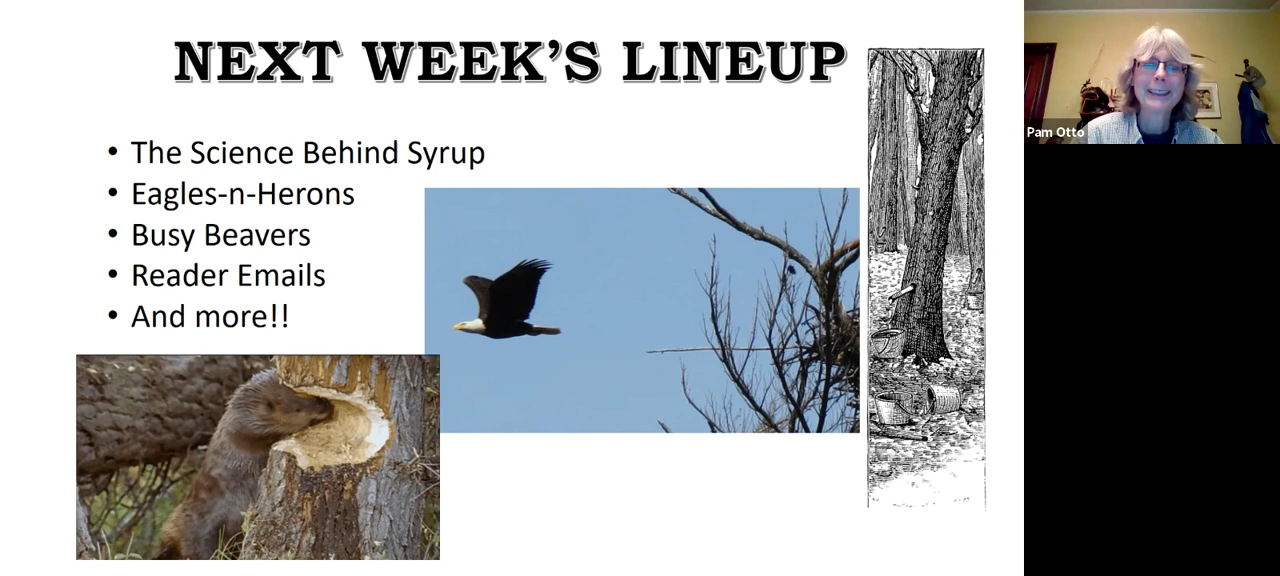 NEXT WEEK’S LINEUP
• The Science Behind Syrup
• Eagles-n-Herons
• Busy Beavers
• Reader Emails
• And more!!
Pam Otto